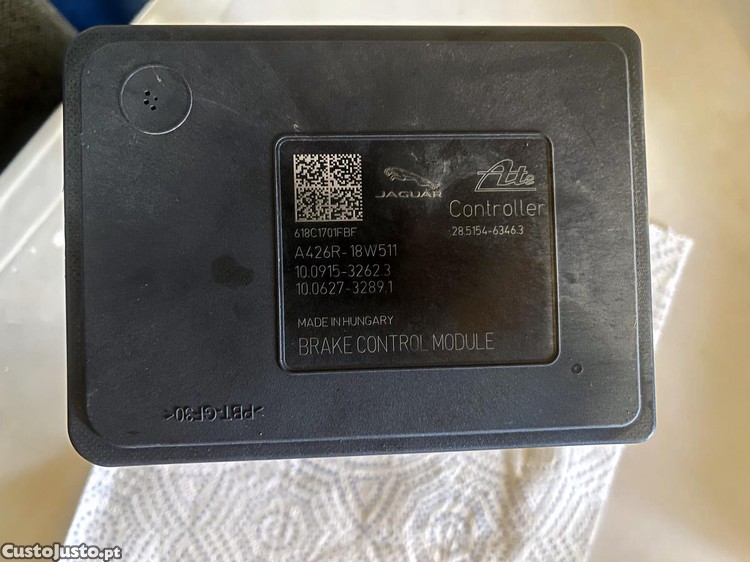 JAGUAR
Ate
Controller
28.5154-6346.3
618C1701FBF
A426R-18W511
10.0915-3262.3
10.0627-3289.1
MADE IN HUNGARY
BRAKE CONTROL MODULE
>PBT-GF30<
CustoJusto.pt